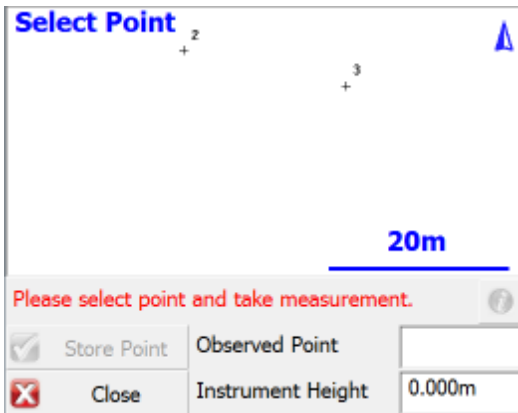 Select Point
2
3
20m
Please select point and take measurement.
Store Point
Observed Point
Close
Instrument Height
0.000m